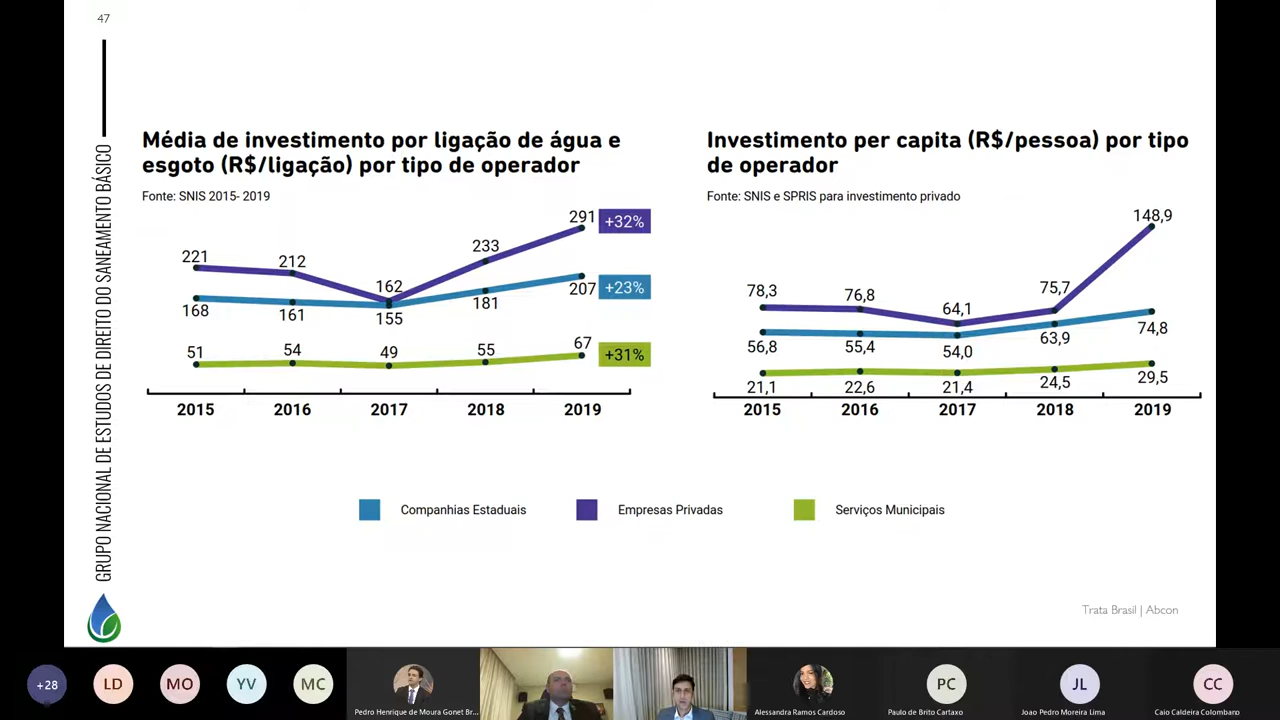 47
GRUPO NACIONAL DE ESTUDOS DE DIREITO DO SANEAMENTO BÁSICO
Média de investimento por ligação de água e
esgoto (R$/ligação) por tipo de operador
Fonte: SNIS 2015- 2019
291
+32%
221
212
162
233
168
161
155
181
207
+23%
51
54
49
55
67
+31%
2015 2016 2017 2018 2019
Investimento per capita (R$/pessoa) por tipo
de operador
Fonte: SNIS e SPRIS para investimento privado
148,9
78,3
76,8
64,1
75,7
56,8
55,4
54,0
63,9
74,8
21,1
22,6
21,4
24,5
29,5
2015 2016 2017 2018 2019
Companhias Estaduais
Empresas Privadas
Serviços Municipais
Trata Brasil | Abcon
+28
LD
MO
YV
MC
Pedro Henrique de Moura Gonet Br...
Alessandra Ramos Cardoso
PC
Paulo de Brito Cartaxo
JL
Joao Pedro Moreira Lima
CC
Caio Caldeira Colombano